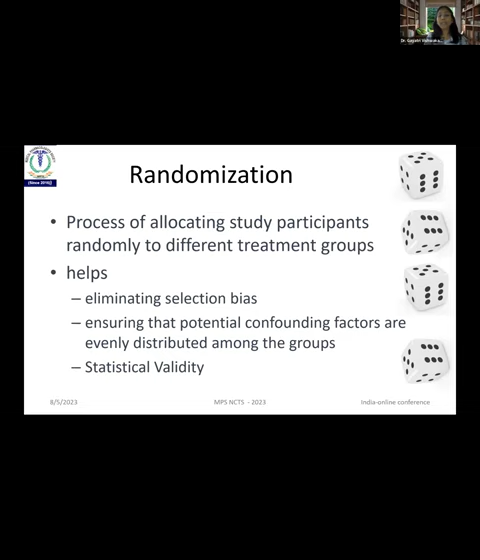 Randomization
• Process of allocating study participants
randomly to different treatment groups
• helps
– eliminating selection bias
– ensuring that potential confounding factors are
evenly distributed among the groups
– Statistical Validity
8/5/2023
MPS NCTS - 2023
India-online conference